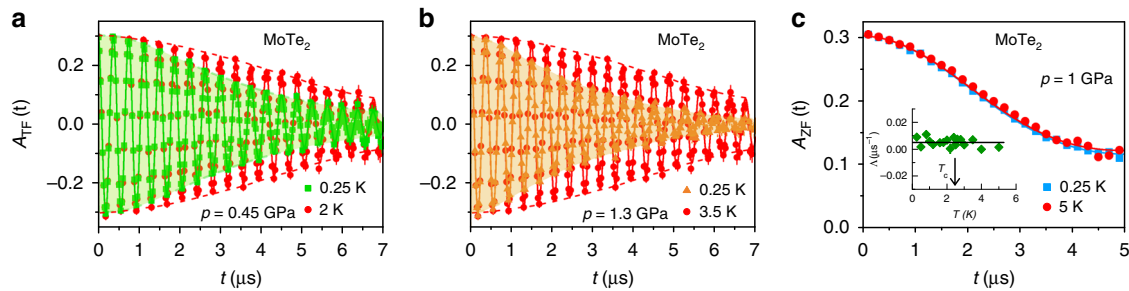 a
MoTe2
0.2
0.0
−0.2
ATF (t)
0.25 K
p = 0.45 GPa
2 K
0 1 2 3 4 5 6 7
t (μs)
b
MoTe2
0.2
0.0
−0.2
ATF (t)
0.25 K
p = 1.3 GPa
3.5 K
0 1 2 3 4 5 6 7
t (μs)
c
MoTe2
0.3
0.2
0.1
0.0
AZF (t)
p = 1 GPa
0.02
0.00
−0.02
Λ (μs−1)
Tc
0 2 4 6
T (K)
0.25 K
5 K
0 1 2 3 4 5
t (μs)